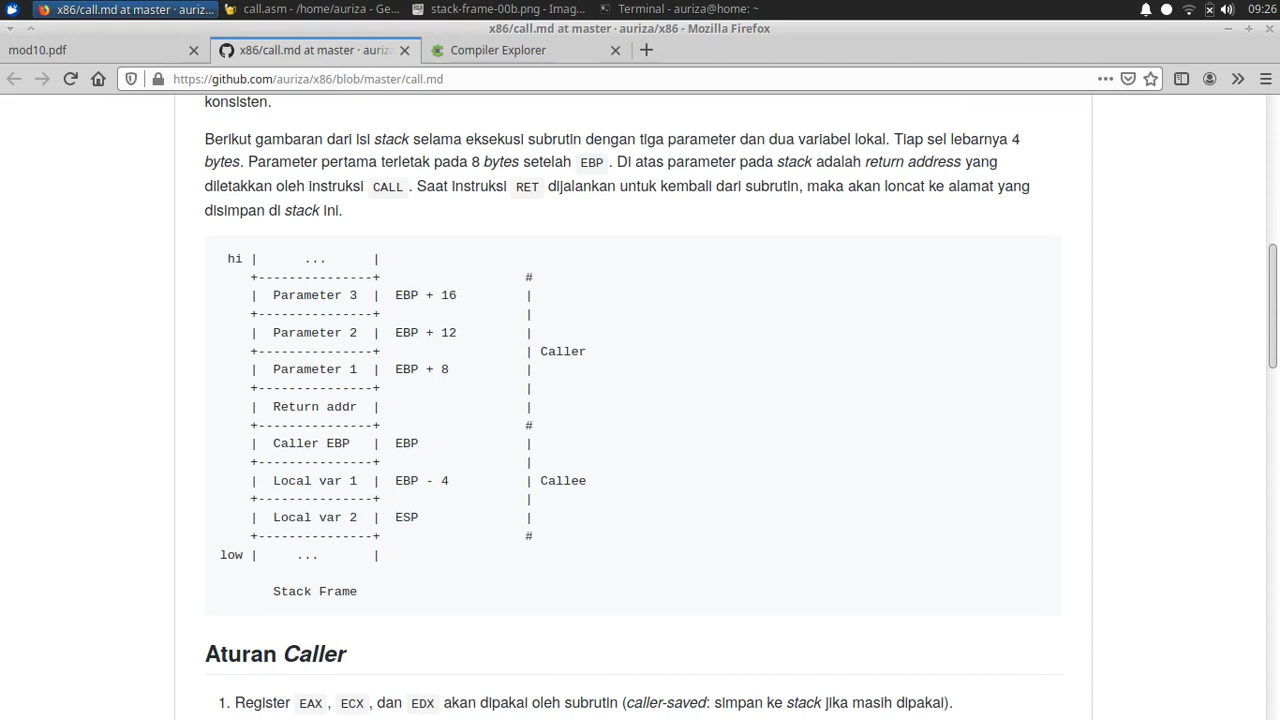 x86/call.md at master · auriz... call.asm - /home/auriza - Ge... stack-frame-00b.png - Imag... Terminal - auriza@home: ~ 09:26
x86/call.md at master · auriza/x86 - Mozilla Firefox
mod10.pdf x86/call.md at master · auriza Compiler Explorer
https://github.com/auriza/x86/blob/master/call.md
konsisten.
Berikut gambaran dari isi stack selama eksekusi subrutin dengan tiga parameter dan dua variabel lokal. Tiap sel lebarnya 4
bytes. Parameter pertama terletak pada 8 bytes setelah EBP . Di atas parameter pada stack adalah return address yang
diletakkan oleh instruksi CALL . Saat instruksi RET dijalankan untuk kembali dari subrutin, maka akan loncat ke alamat yang
disimpan di stack ini.
hi |      ...      |
+---------------+                   #
|  Parameter 3  |  EBP + 16         |
+---------------+                   |
|  Parameter 2  |  EBP + 12         |
+---------------+                   | Caller
|  Parameter 1  |  EBP + 8          |
+---------------+                   |
|  Return addr  |                   |
+---------------+                   #
|  Caller EBP   |  EBP              |
+---------------+                   |
|  Local var 1  |  EBP - 4          | Callee
+---------------+                   |
|  Local var 2  |  ESP              |
+---------------+                   #
low |     ...       |
Stack Frame
Aturan Caller
1. Register EAX , ECX , dan EDX akan dipakai oleh subrutin (caller-saved: simpan ke stack jika masih dipakai).